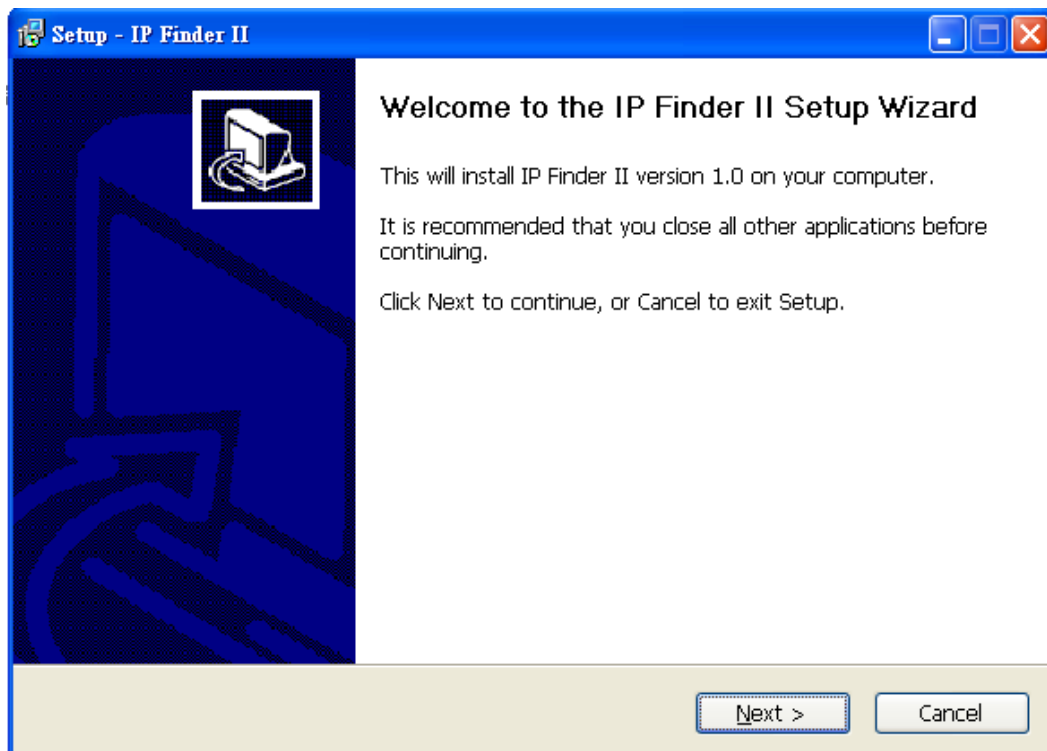 Setup - IP Finder II
Welcome to the IP Finder II Setup Wizard
This will install IP Finder II version 1.0 on your computer.
It is recommended that you close all other applications before
continuing.
Click Next to continue, or Cancel to exit Setup.
Next >
Cancel